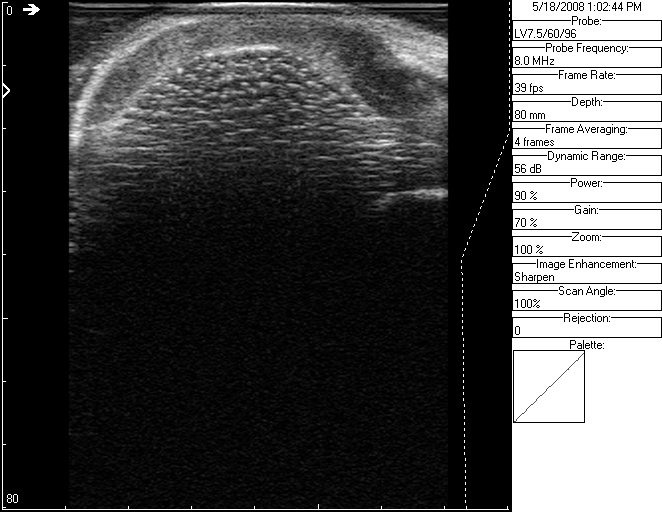 0
80
5/18/2008 1:02:44 PM
Probe:
LV7.5/60/96
Probe Frequency:
8.0 MHz
Frame Rate:
39 fps
Depth:
80 mm
Frame Averaging:
4 frames
Dynamic Range:
56 dB
Power:
90 %
Gain:
70 %
Zoom:
100 %
Image Enhancement:
Sharpen
Scan Angle:
100%
Rejection:
0
Palette: